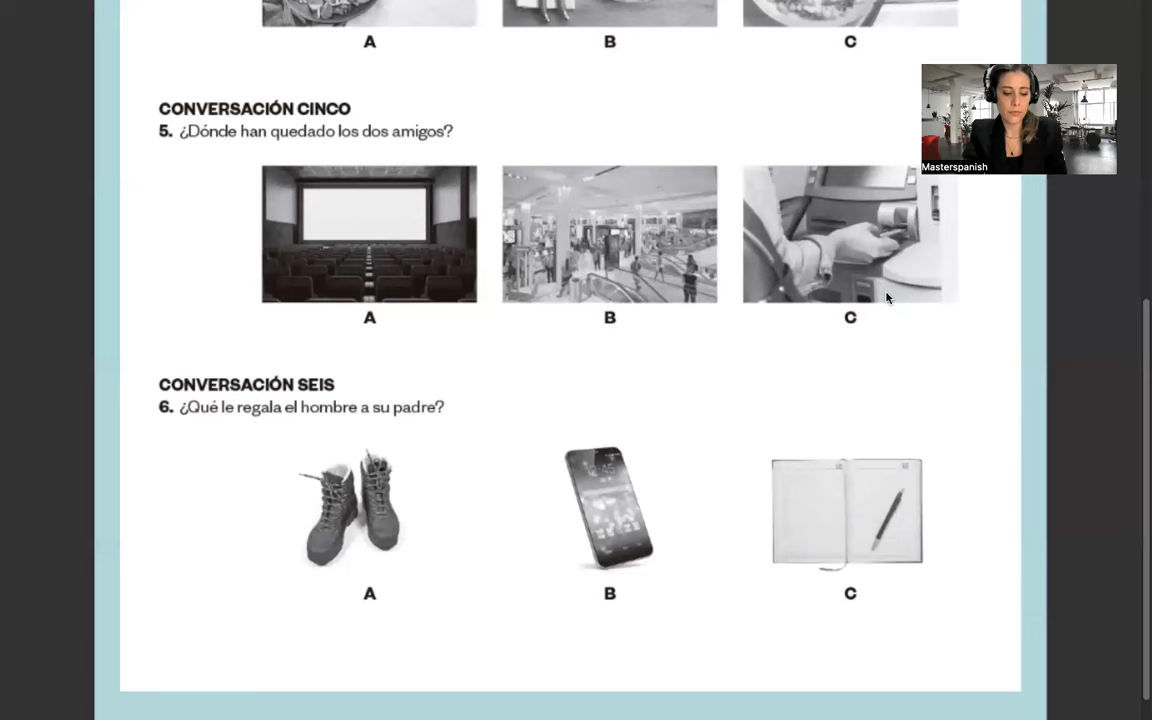 A
B
C
Masterspanish
CONVERSACIÓN CINCO
5. ¿Dónde han quedado los dos amigos?
A
B
C
CONVERSACIÓN SEIS
6. ¿Qué le regala el hombre a su padre?
A
B
C